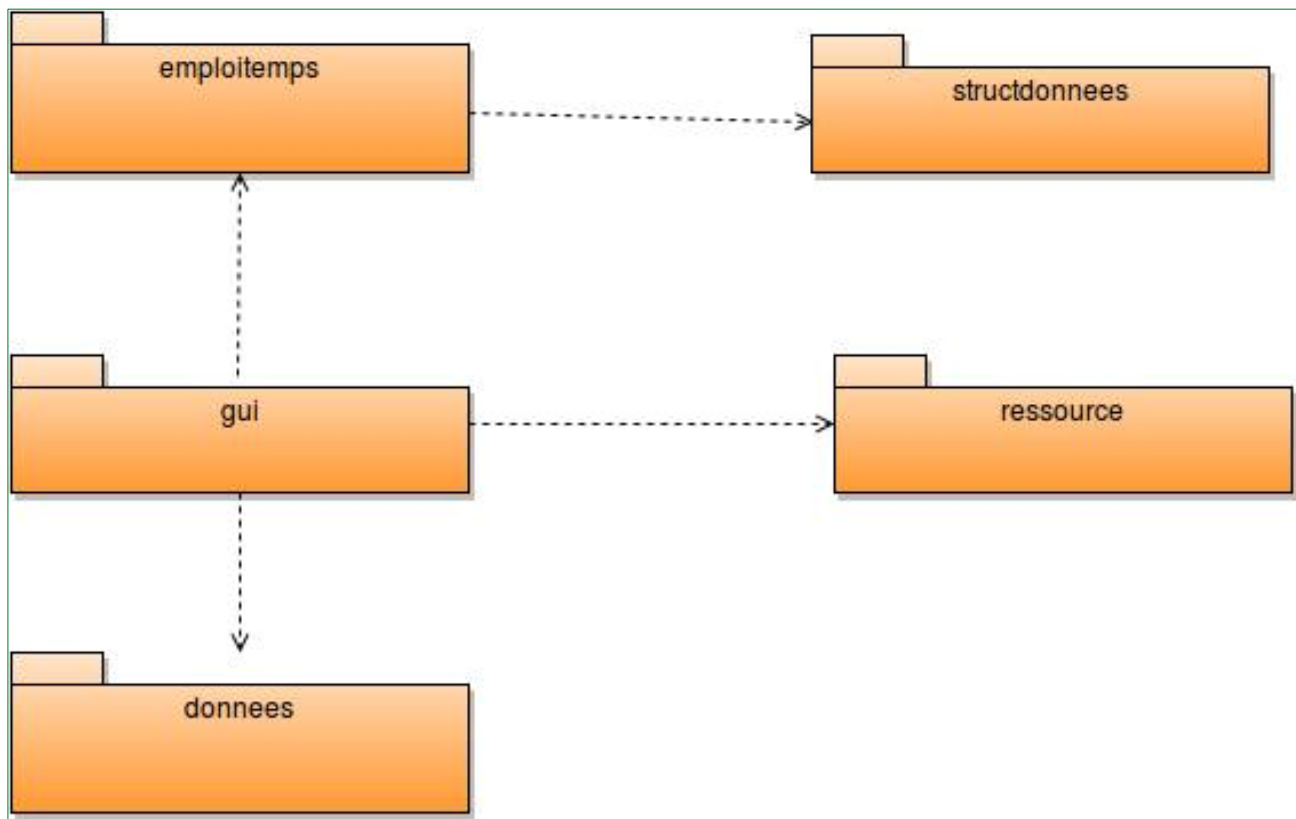 emploitemps
structdonnees
gui
ressource
donnees